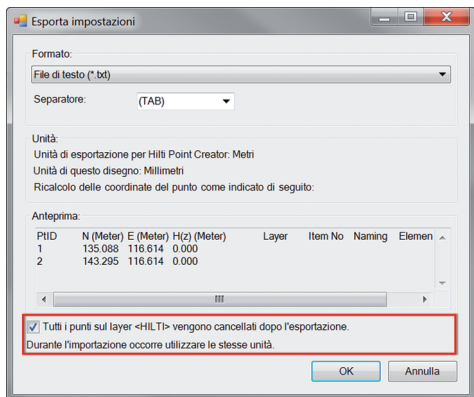 Esporta impostazioni
Formato:
File di testo (*.txt)
Separatore: (TAB)
Unità:
Unità di esportazione per Hilti Point Creator: Metri
Unità di questo disegno: Millimetri
Ricalcolo delle coordinate del punto come indicato di seguito:
Anteprima:
PtID N (Meter) E (Meter) H(z) (Meter) Layer Item No Naming Elemen
1 135.088 116.614 0.000
2 143.295 116.614 0.000
Tutti i punti sul layer <HILTI> vengono cancellati dopo l'esportazione.
Durante l'importazione occorre utilizzare le stesse unità.
OK Annulla